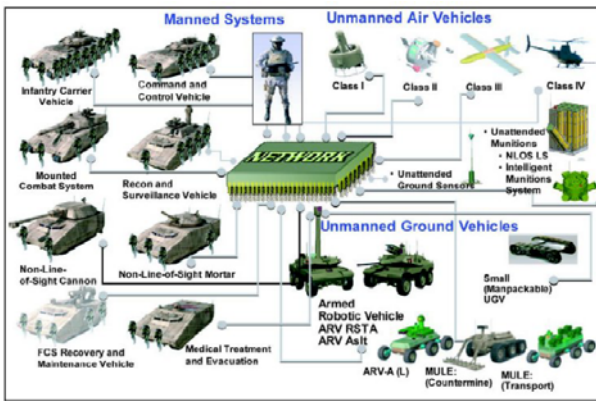 Manned Systems
Unmanned Air Vehicles
Infantry Carrier
Vehicle
Command and
Control Vehicle
Class I
Class II
Class III
Class IV
Mounted
Combat System
Recon and
Surveillance Vehicle
NETWORK
• Unattended
Ground Sensors
• Unattended
Munitions
• NLOS LS
• Intelligent
Munitions
System
Non-Line-
of-Sight Cannon
Non-Line-of-Sight Mortar
Unmanned Ground Vehicles
Small
(Manpackable)
UGV
Armed
Robotic Vehicle
ARV RSTA
ARV Aslt
FCS Recovery and
Maintenance Vehicle
Medical Treatment
and Evacuation
ARV-A (L)
MULE:
(Countermine)
MULE:
(Transport)